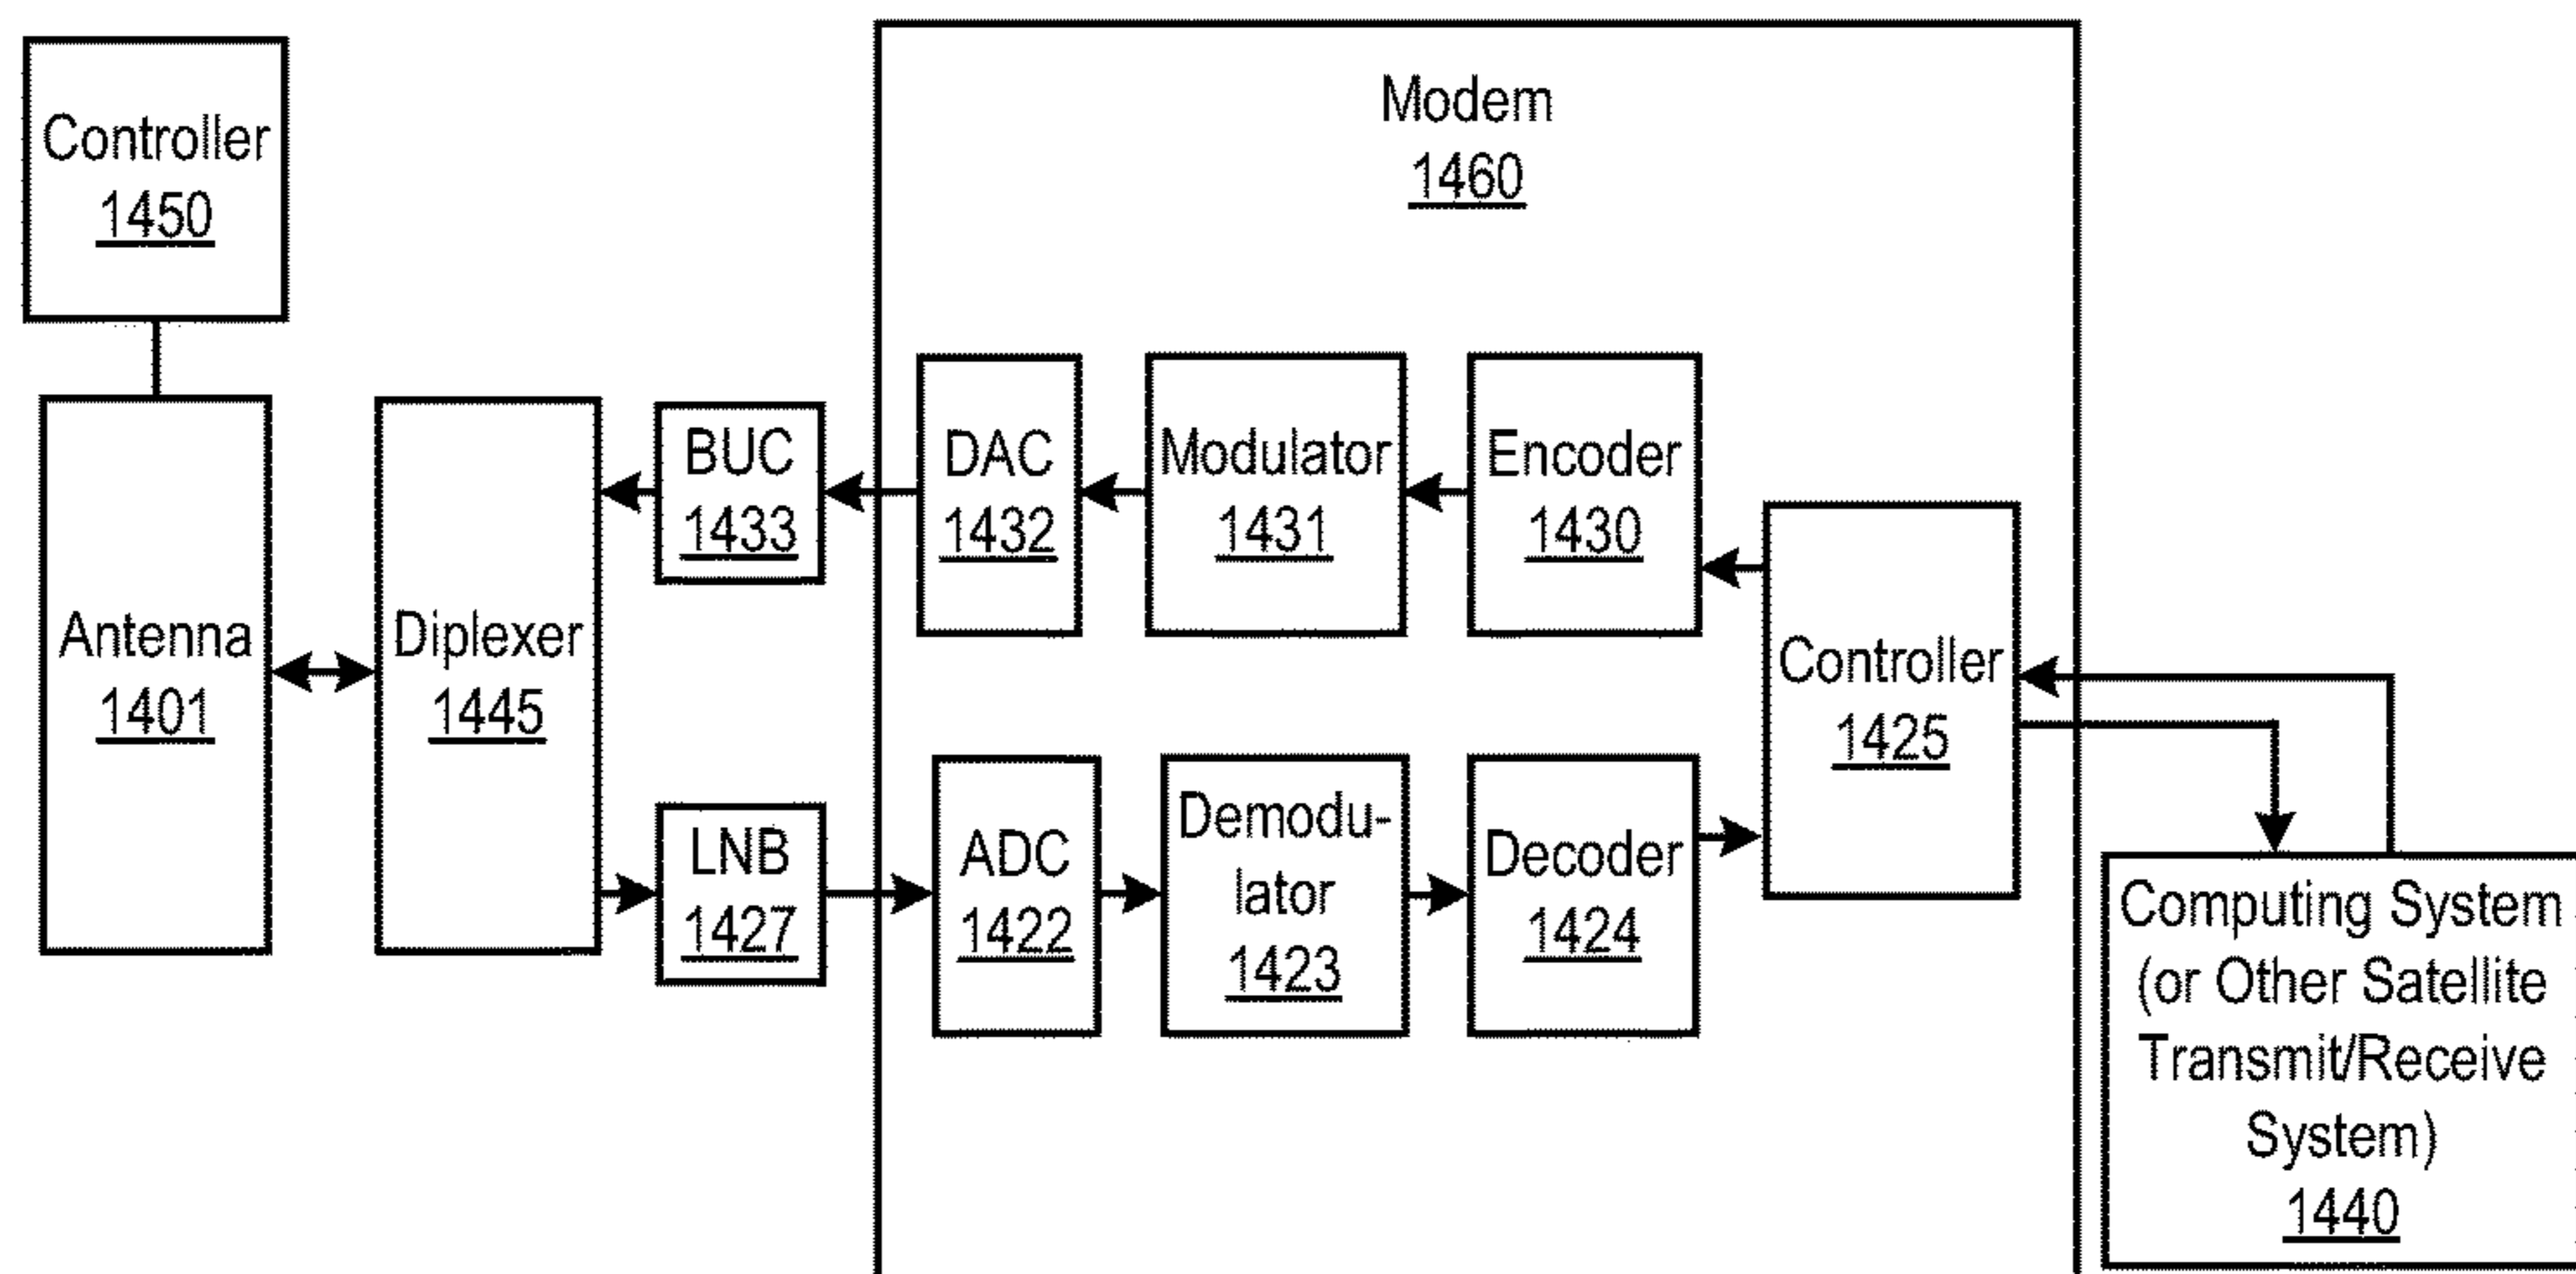 Controller
1450
Modem
1460
Antenna
1401
Diplexer
1445
BUC
1433
DAC
1432
Modulator
1431
Encoder
1430
Controller
1425
LNB
1427
ADC
1422
Demodu-
lator
1423
Decoder
1424
Computing System
(or Other Satellite
Transmit/Receive
System)
1440